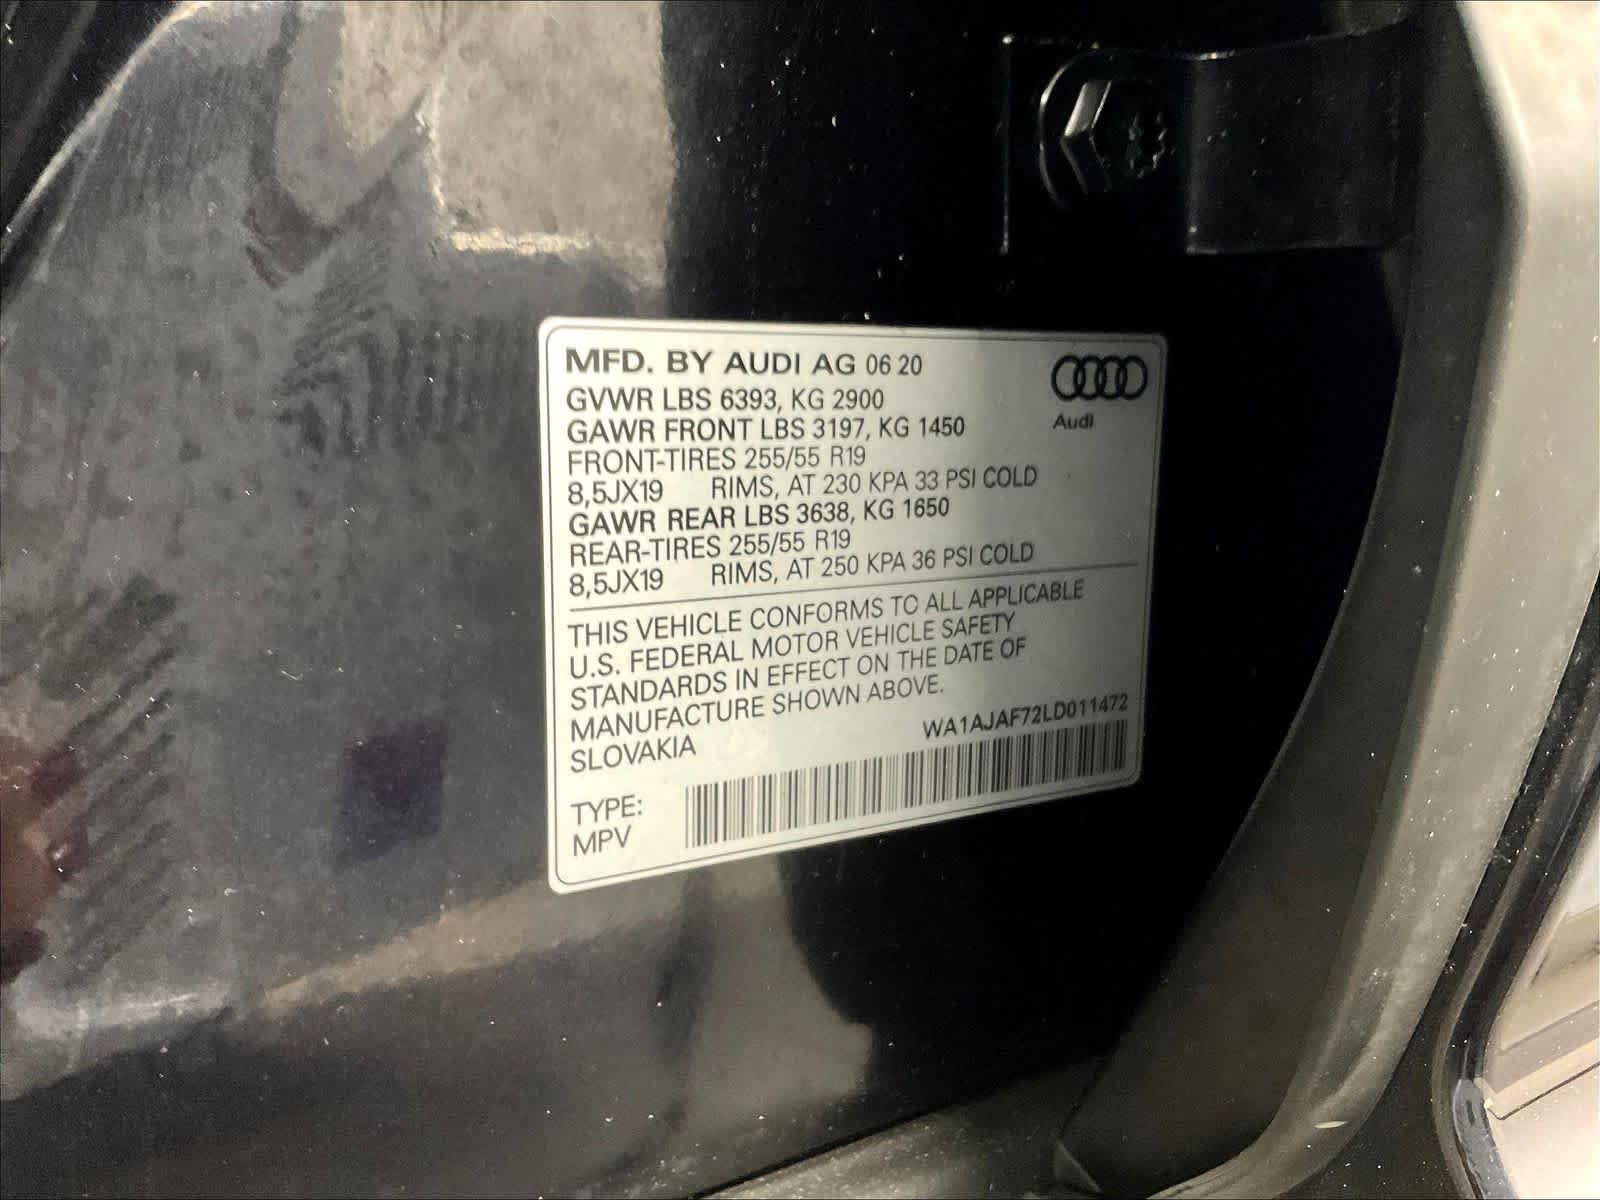 MFD. BY AUDI AG 06 20
GVWR LBS 6393, KG 2900
GAWR FRONT LBS 3197, KG 1450
FRONT-TIRES 255/55 R19
8,5JX19 RIMS, AT 230 KPA 33 PSI COLD
GAWR REAR LBS 3638, KG 1650
REAR-TIRES 255/55 R19
8,5JX19 RIMS, AT 250 KPA 36 PSI COLD
Audi
THIS VEHICLE CONFORMS TO ALL APPLICABLE
U.S. FEDERAL MOTOR VEHICLE SAFETY
STANDARDS IN EFFECT ON THE DATE OF
MANUFACTURE SHOWN ABOVE.
SLOVAKIA
WA1AJAF72LD011472
TYPE:
MPV